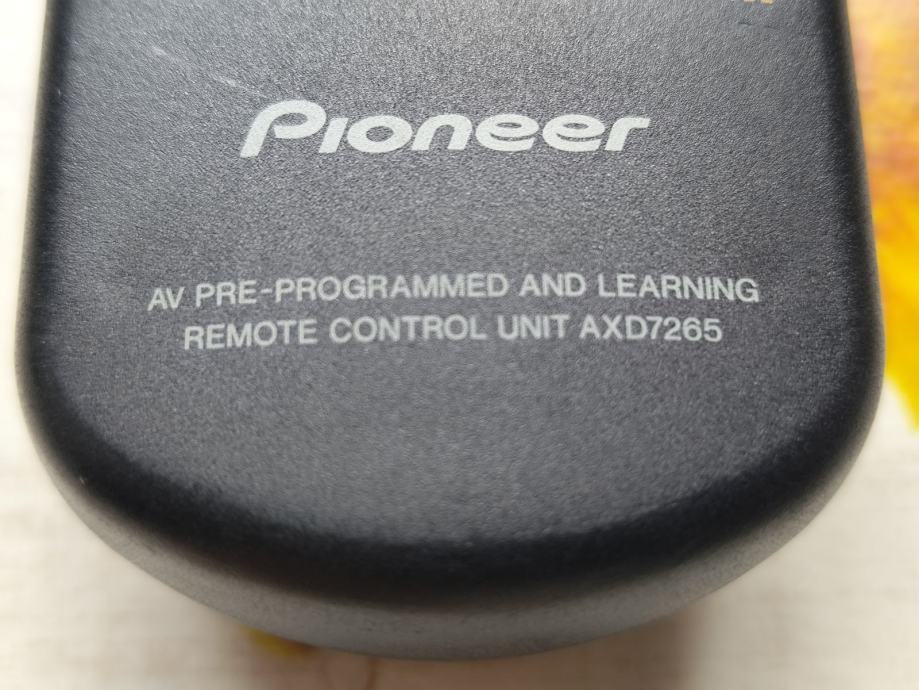 Pioneer
AV PRE-PROGRAMMED AND LEARNING
REMOTE CONTROL UNIT AXD7265